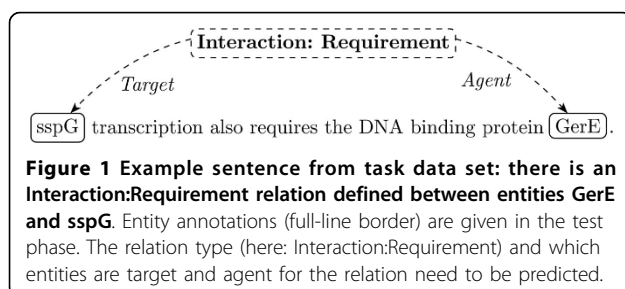 Interaction: Requirement
Target
Agent
sspG transcription also requires the DNA binding protein GerE.
Figure 1 Example sentence from task data set: there is an
Interaction:Requirement relation defined between entities GerE
and sspG. Entity annotations (full-line border) are given in the test
phase. The relation type (here: Interaction:Requirement) and which
entities are target and agent for the relation need to be predicted.